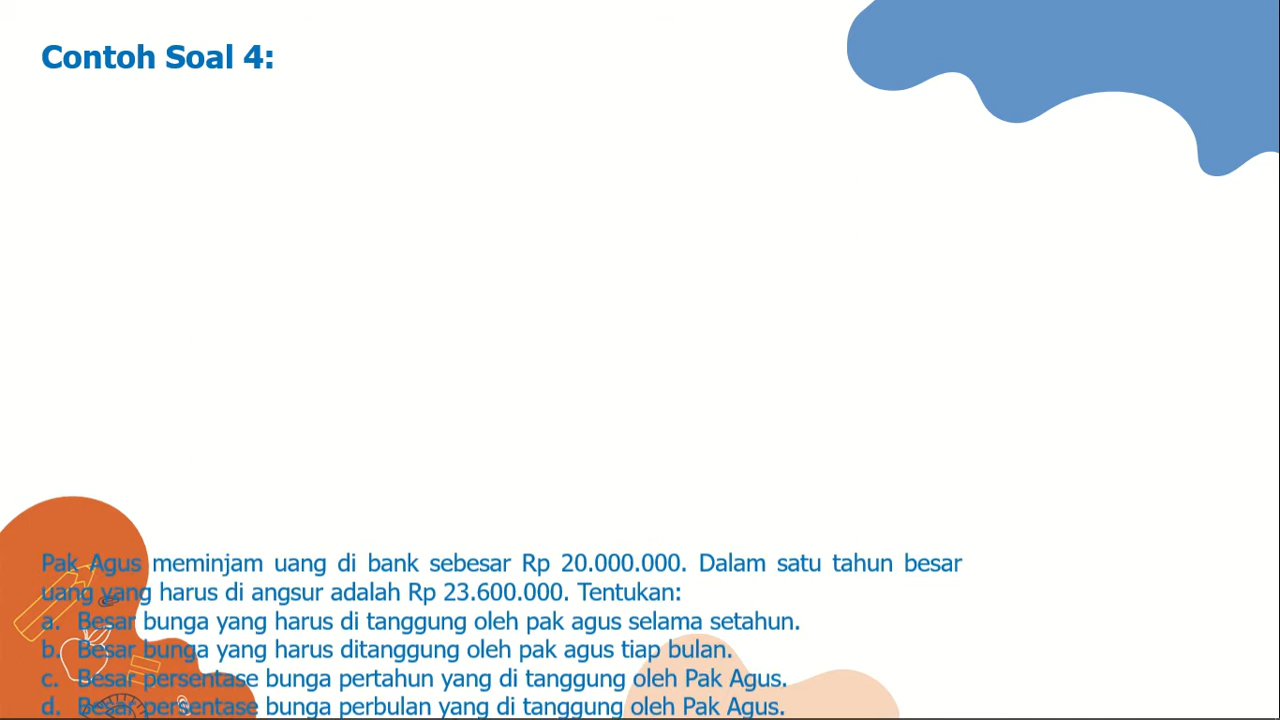 Contoh Soal 4:
Pak Agus meminjam uang di bank sebesar Rp 20.000.000. Dalam satu tahun besar
uang yang harus di angsur adalah Rp 23.600.000. Tentukan:
a. Besar bunga yang harus di tanggung oleh pak agus selama setahun.
b. Besar bunga yang harus ditanggung oleh pak agus tiap bulan.
c. Besar persentase bunga pertahun yang di tanggung oleh Pak Agus.
d. Besar persentase bunga perbulan yang di tanggung oleh Pak Agus.